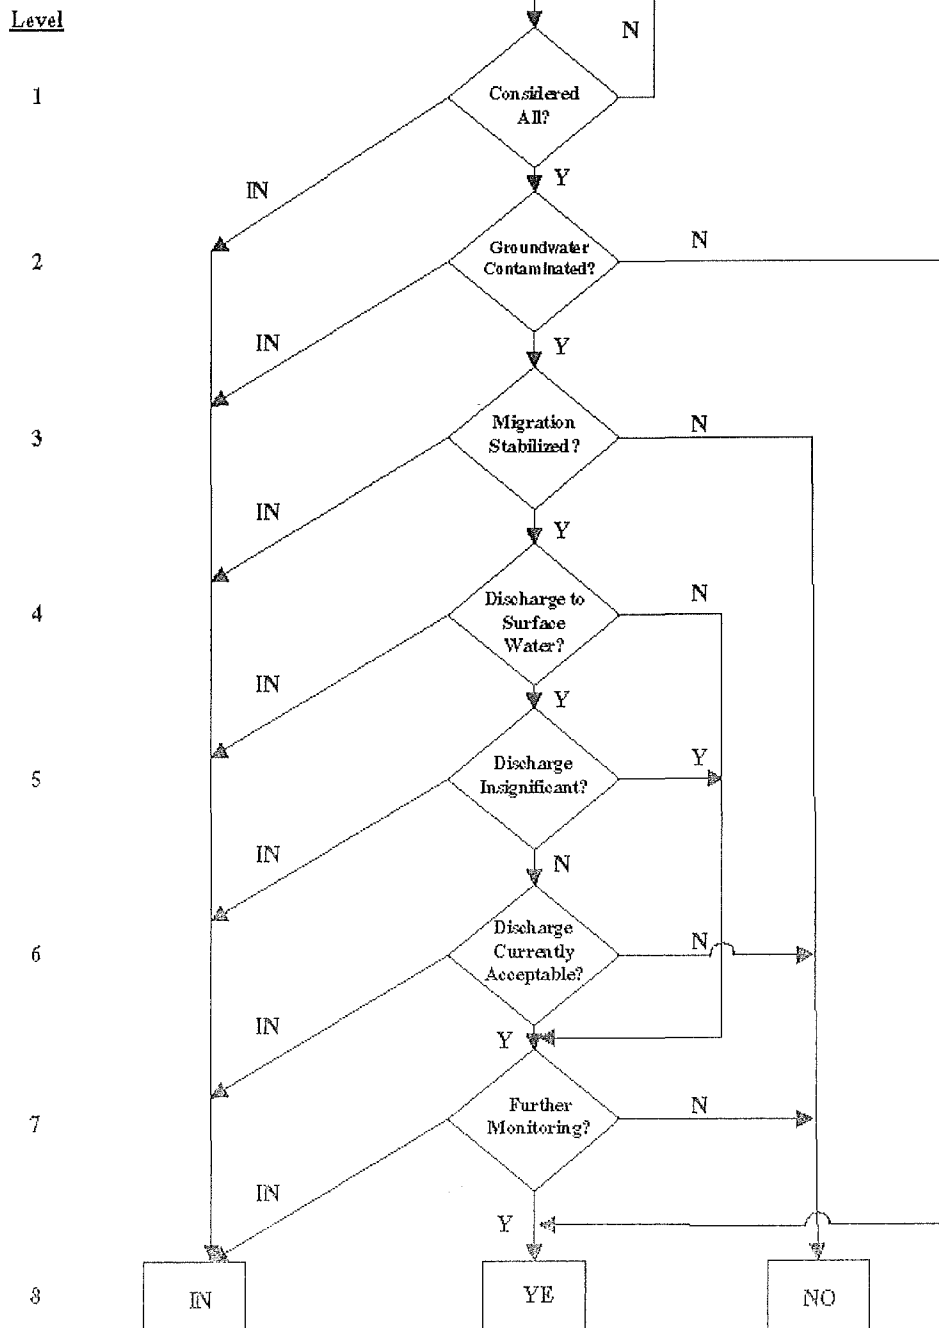 Level
N
1
Considered
All?
Y
IN
2
Groundwater
Contaminated?
N
IN
Y
3
Migration
Stabilized?
N
IN
Y
4
Discharge to
Surface
Water?
N
IN
Y
5
Discharge
Insignificant?
Y
IN
N
6
Discharge
Currently
Acceptable?
N
IN
Y
7
Further
Monitoring?
N
IN
Y
8
IN
YE
NO